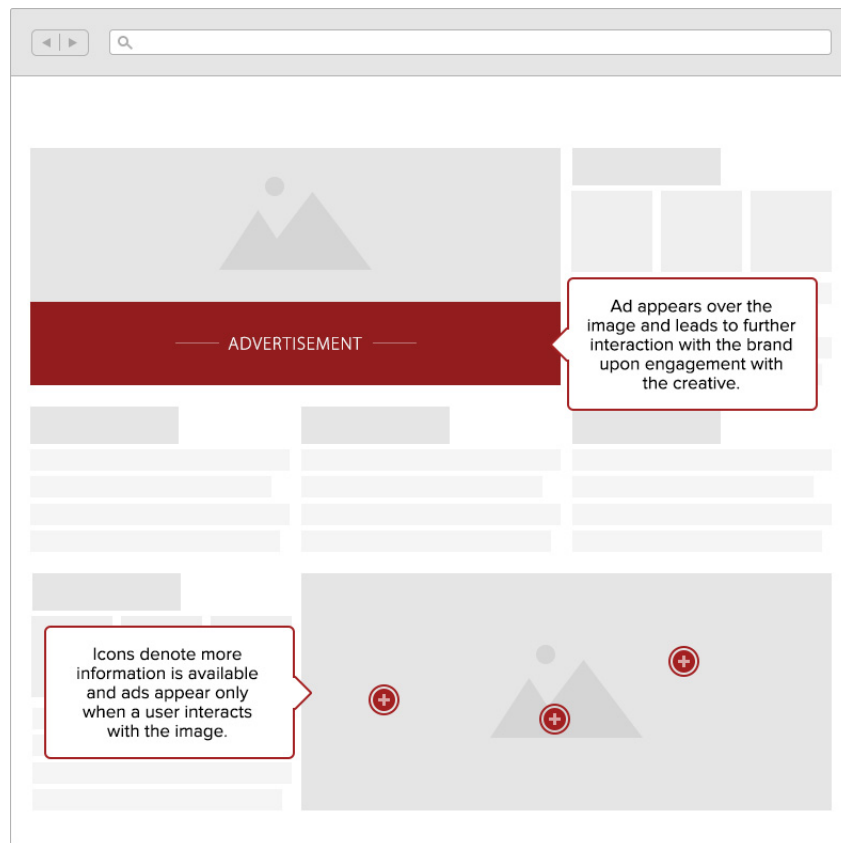 Ad appears over the
image and leads to further
interaction with the brand
upon engagement with
the creative.
ADVERTISEMENT
Icons denote more
information is available
and ads appear only
when a user interacts
with the image.